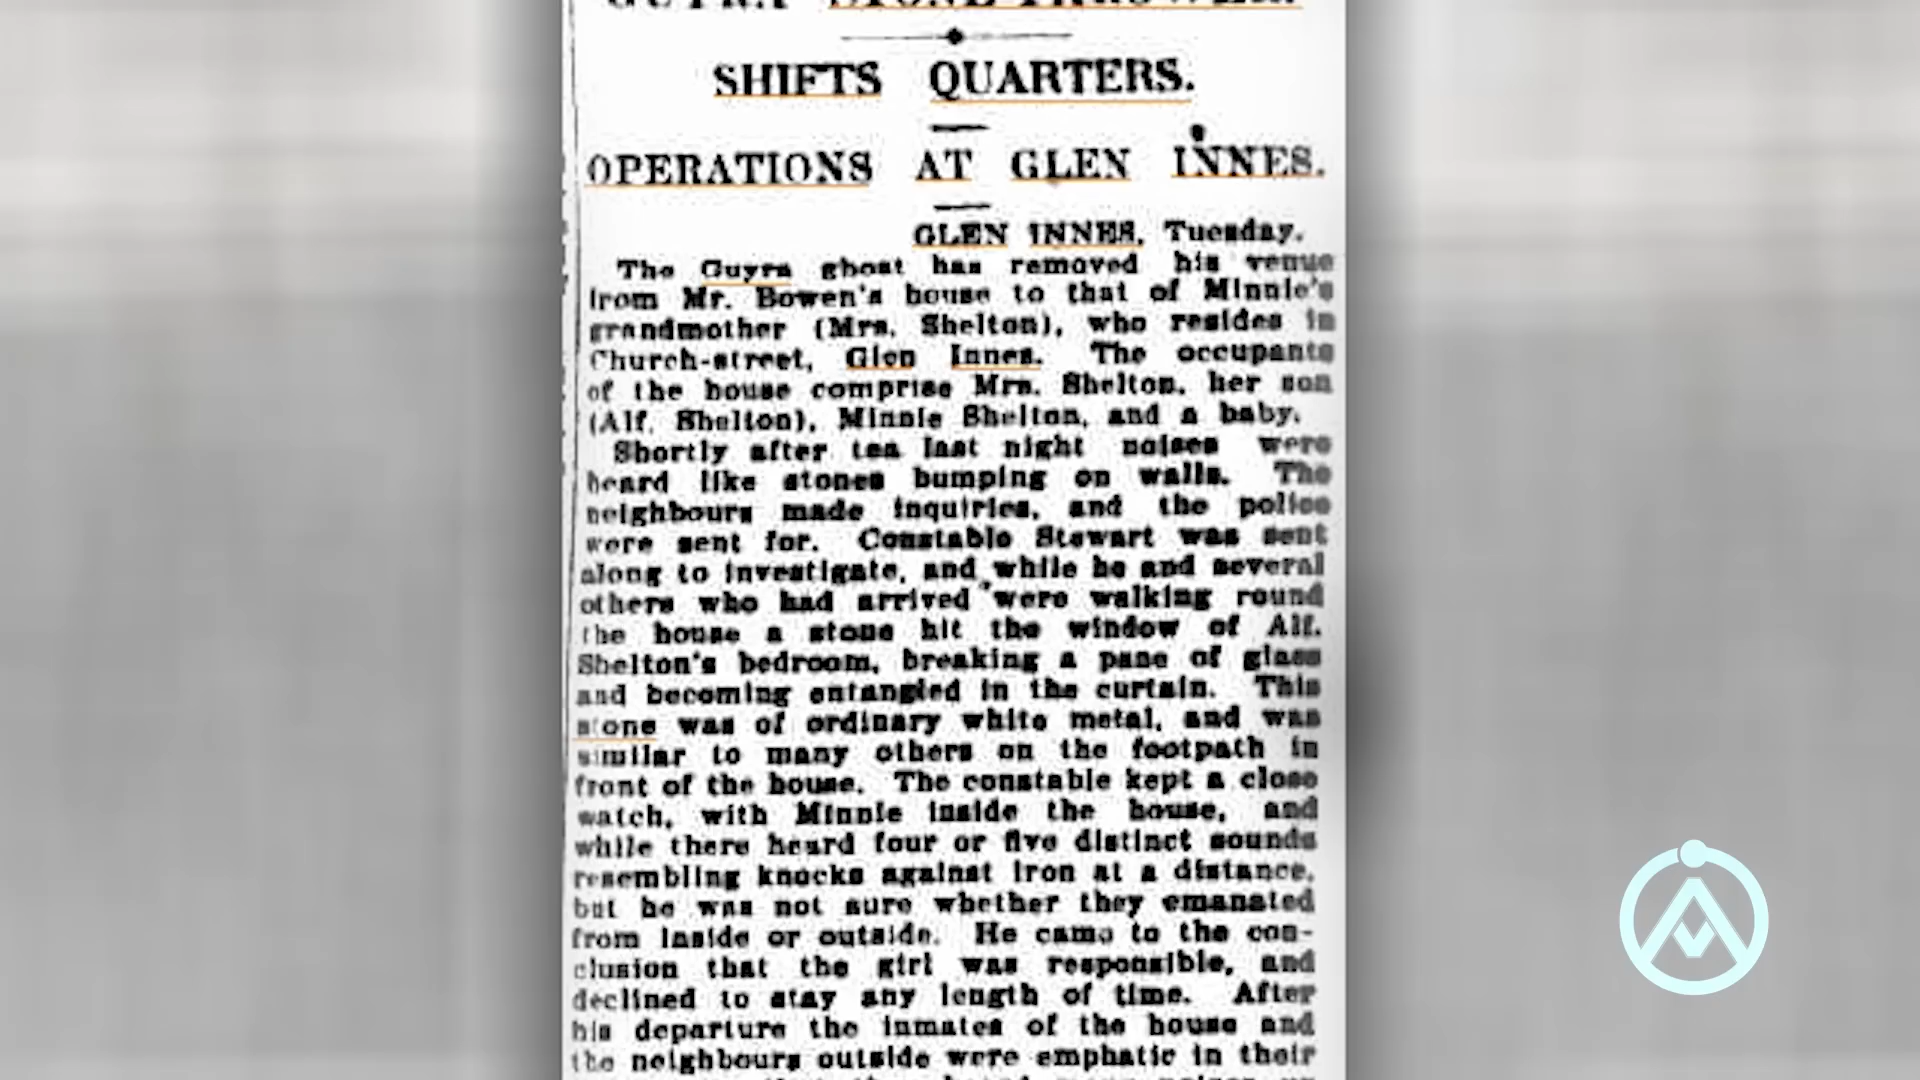 GUYRA STONE-THROWER.
SHIFTS QUARTERS.
OPERATIONS AT GLEN INNES.
GLEN INNES, Tuesday.
The Guyra ghost has removed his venue
from Mr. Bowen's house to that of Minnie's
grandmother (Mrs. Shelton), who resides in
Church-street, Glen Innes. The occupants
of the house comprise Mrs. Shelton, her son
(Alf. Shelton), Minnie Shelton, and a baby.
Shortly after tea last night noises were
heard like stones bumping on walls. The
neighbours made inquiries, and the police
were sent for. Constable Stewart was sent
along to investigate, and while he and several
others who had arrived were walking round
the house a stone hit the window of Alf.
Shelton's bedroom, breaking a pane of glass
and becoming entangled in the curtain. This
stone was of ordinary white metal, and was
similar to many others on the footpath in
front of the house. The constable kept a close
watch, with Minnie inside the house, and
while there heard four or five distinct sounds
resembling knocks against iron at a distance,
but he was not sure whether they emanated
from inside or outside. He came to the con-
clusion that the girl was responsible, and
declined to stay any length of time. After
his departure the inmates of the house and
the neighbours outside were emphatic in their